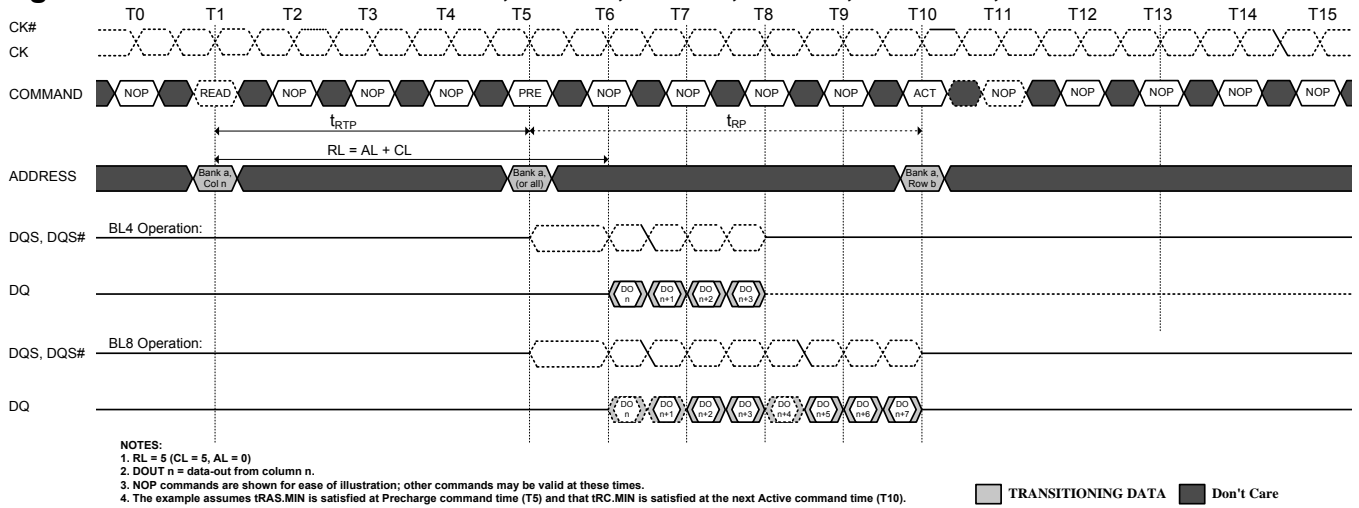 T0 T1 T2 T3 T4 T5 T6 T7 T8 T9 T10 T11 T12 T13 T14 T15
CK#
CK
COMMAND NOP READ NOP NOP NOP PRE NOP NOP NOP NOP ACT NOP NOP NOP NOP NOP
tRTP tRP
RL = AL + CL
ADDRESS
Bank a, Bank a, Bank a,
Col n (or all) Row b
BL4 Operation:
DQS, DQS#
DQ
DO DO DO DO
n n+1 n+2 n+3
BL8 Operation:
DQS, DQS#
DQ
DO DO DO DO DO DO DO DO
n n+1 n+2 n+3 n+4 n+5 n+6 n+7
NOTES:
1. RL = 5 (CL = 5, AL = 0)
2. DOUT n = data-out from column n.
3. NOP commands are shown for ease of illustration; other commands may be valid at these times.
4. The example assumes tRAS.MIN is satisfied at Precharge command time (T5) and that tRC.MIN is satisfied at the next Active command time (T10).
TRANSITIONING DATA Don't Care